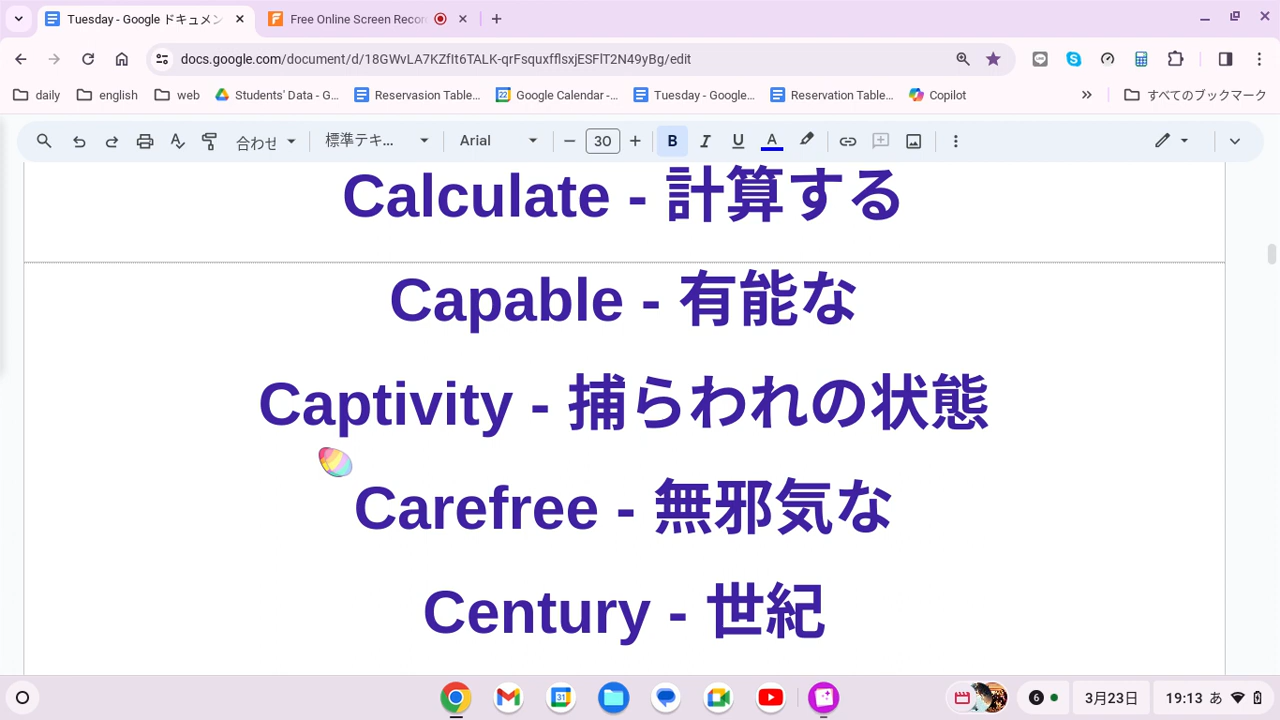 Tuesday - Google ドキュメン
Free Online Screen Recor
docs.google.com/document/d/18GWvLA7KZfIt6TALK-qrFsquxfflsxjESFlT2N49yBg/edit
daily
english
web
Students' Data - G...
Reservasion Table...
Google Calendar -...
Tuesday - Google...
Reservation Table...
Copilot
すべてのブックマーク
合わせ
標準テキ...
Arial
30
B I U A
Calculate - 計算する
Capable - 有能な
Captivity - 捕らわれの状態
Carefree - 無邪気な
Century - 世紀
6
3月23日
19:13 あ